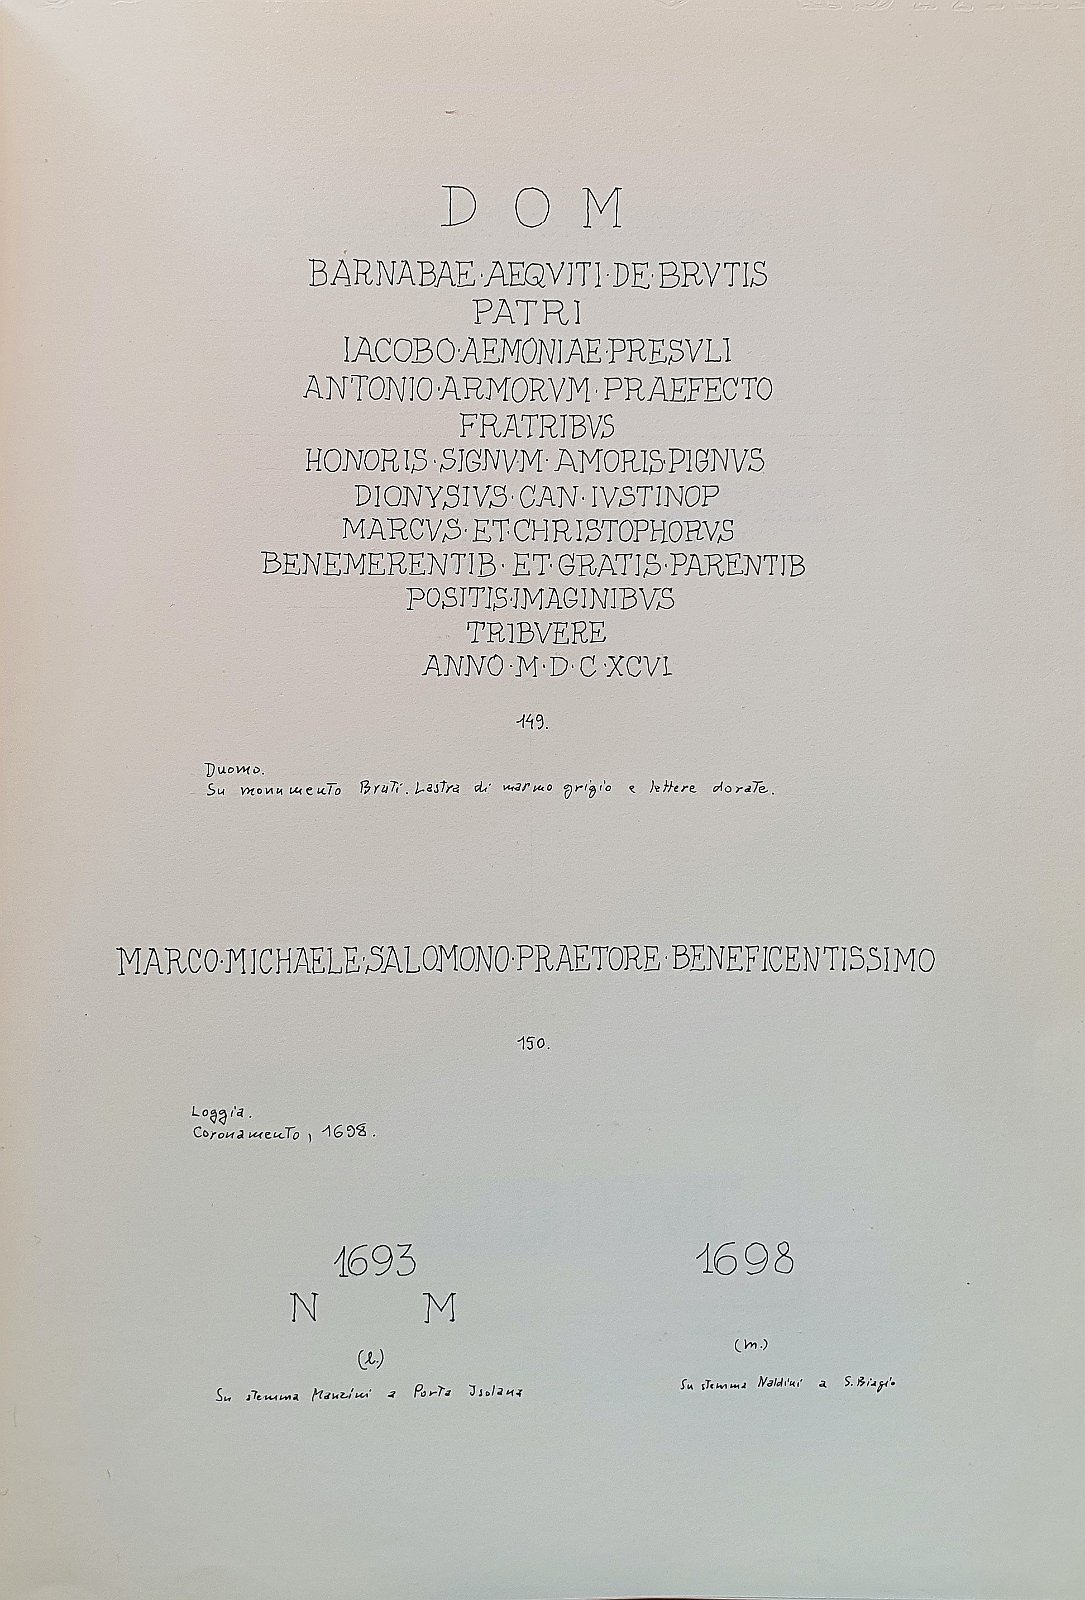 D O M
BARNABAE·AEQVITI·DE·BRVTIS
PATRI
IACOBO·AEMONIAE·PRESVLI
ANTONIO·ARMORVM·PRAEFECTO
FRATRIBVS
HONORIS·SIGNVM·AMORIS·PIGNVS
DIONYSIVS·CAN·IVSTINOP
MARCVS·ET·CHRISTOPHORVS
BENEMERENTIB·ET·GRATIS·PARENTIB
POSITIS·IMAGINIBVS
TRIBVERE
ANNO·M·D·C·XCVI
149.
Duomo.
Su monumento Bruti. Lastra di marmo grigio e lettere dorate.
MARCO·MICHAELE·SALOMONO·PRAETORE·BENEFICENTISSIMO
150.
Loggia.
Coronamento, 1698.
1693
N M
(l.)
Su stemma Manzini a Porta Isolana
1698
(m.)
Su stemma Naldini a S. Biagio